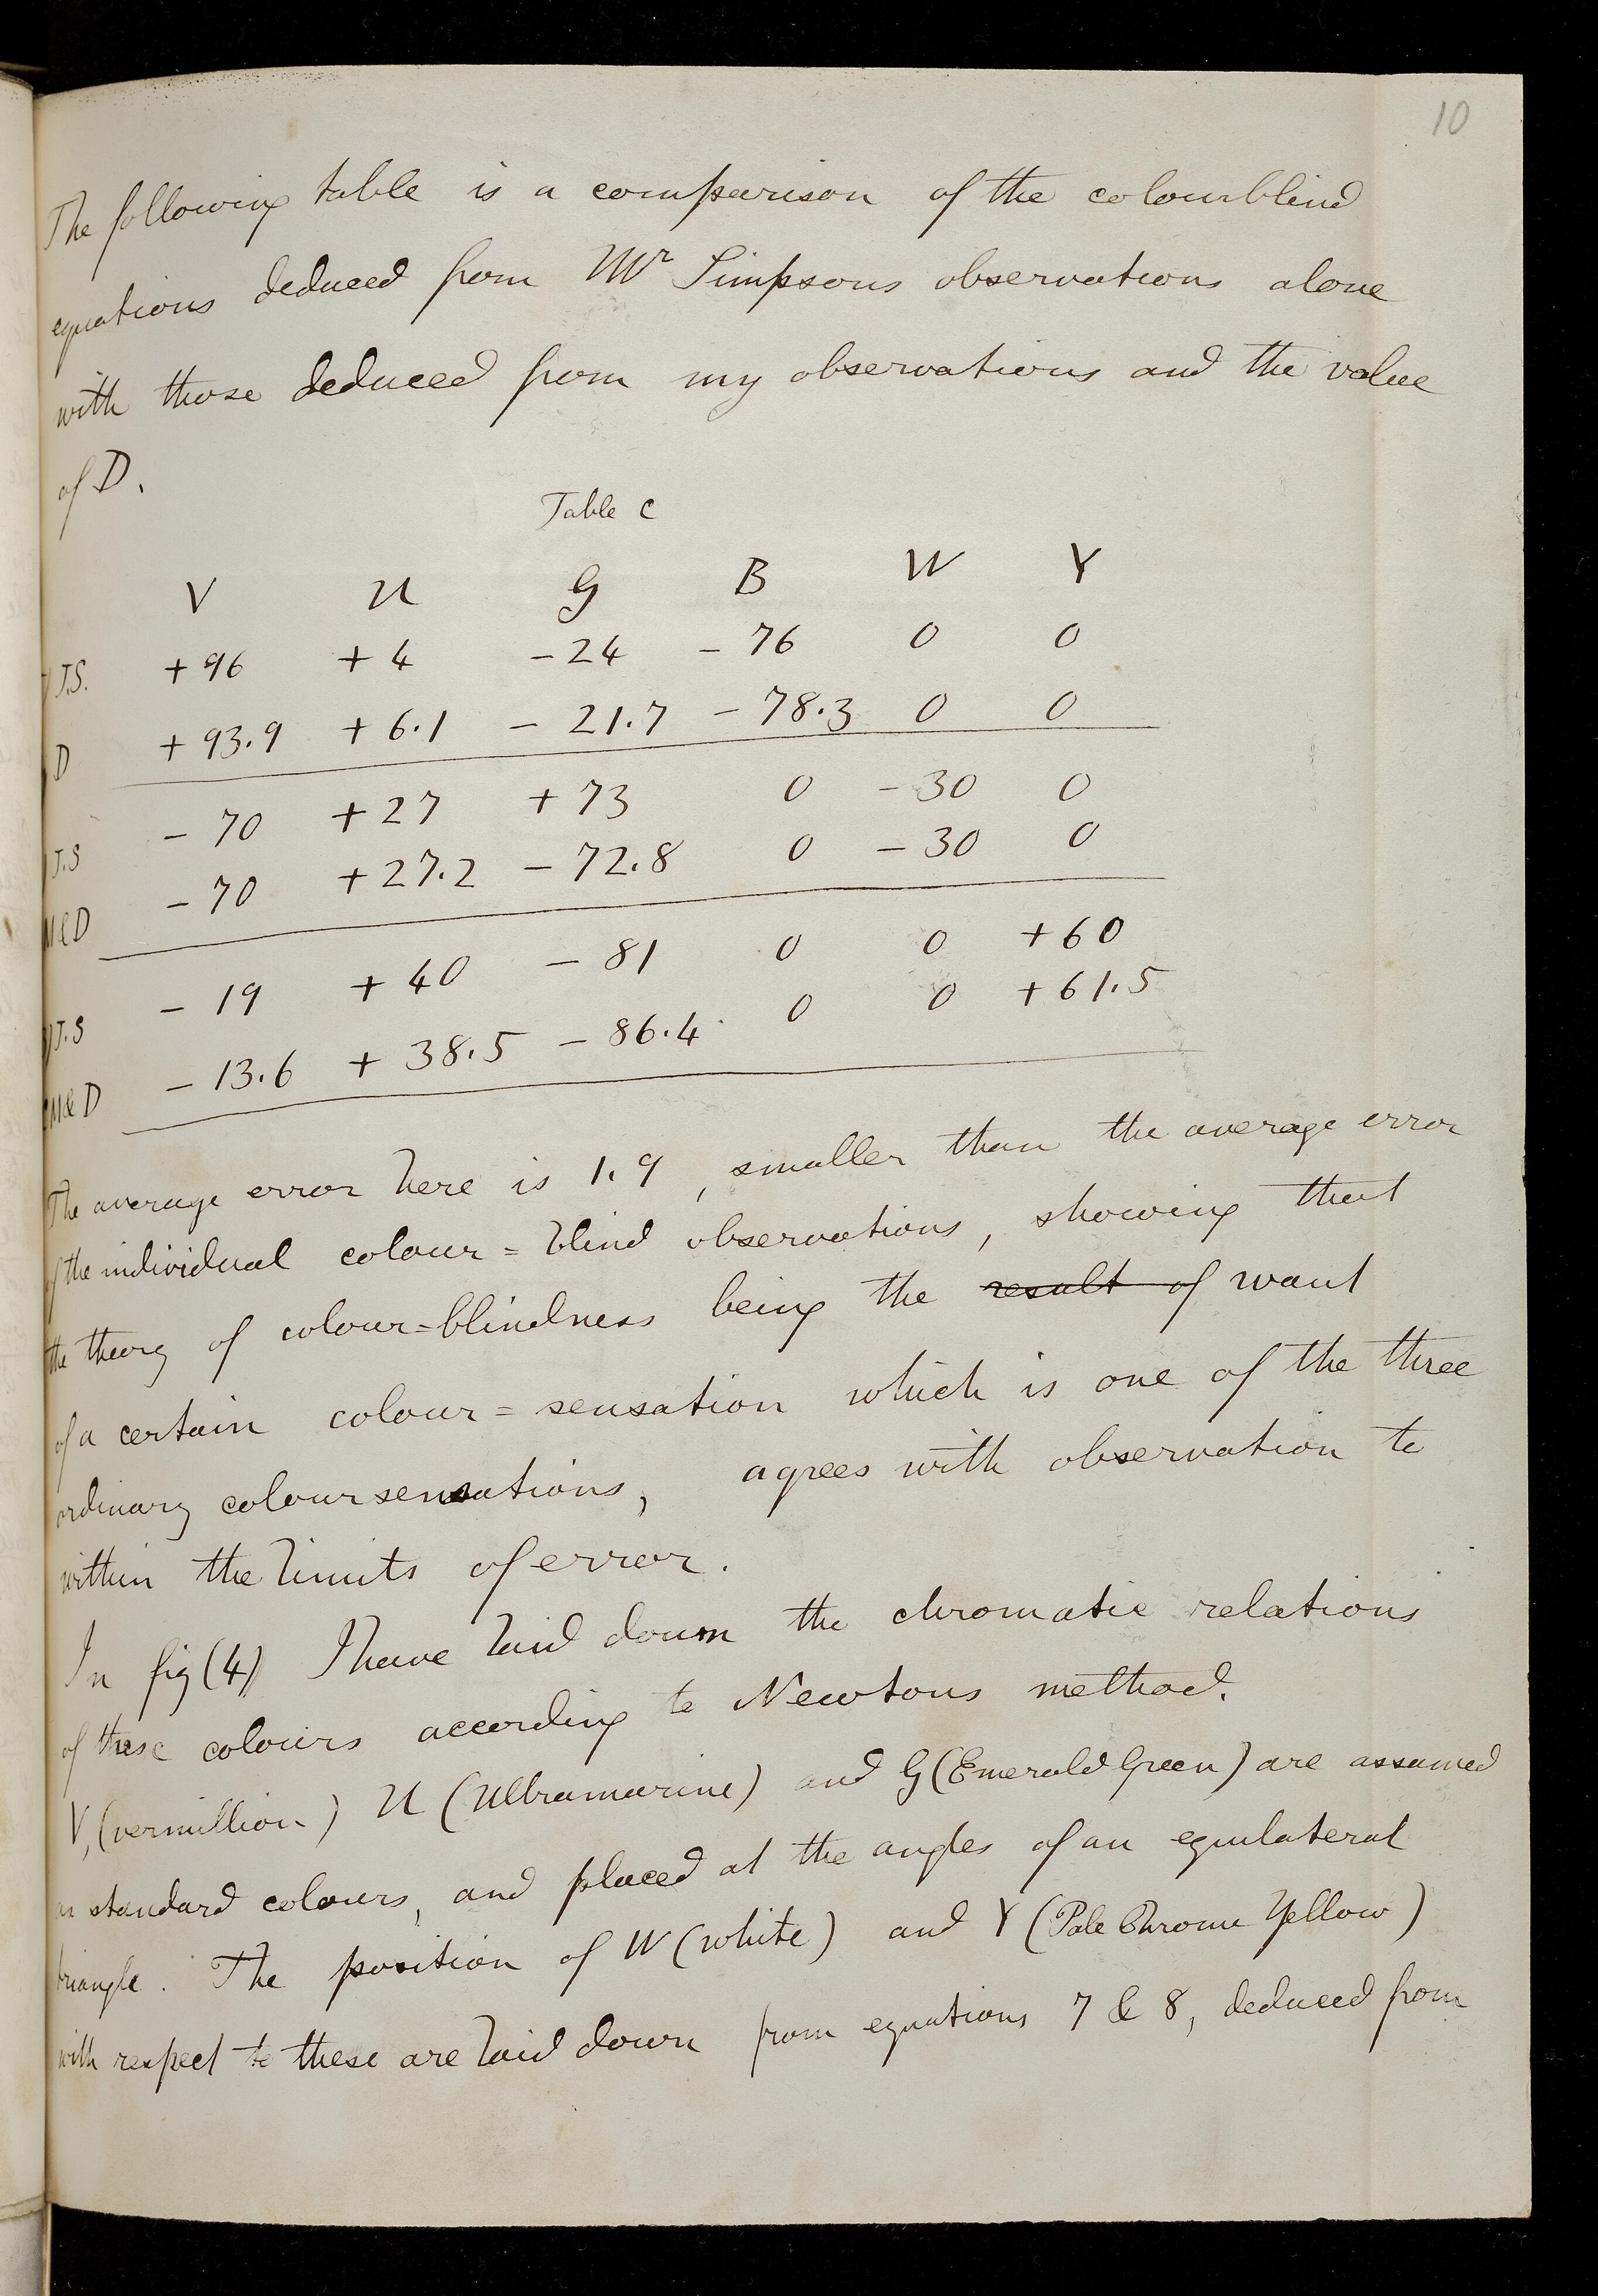 10
The following table is a comparison of the colourblind
equations deduced from Mr Simpsons observations alone
with those deduced from my observations and the value
of D.
Table C
V U G B W Y
J.S. +96 +4 -24 -76 0 0
D +93.9 +6.1 - 21.7 -78.3 0 0
J.S - 70 +27 +73 0 -30 0
M&D -70 +27.2 -72.8 0 -30 0
J.S - 19 + 40 - 81 0 0 +60
M&D - 13.6 + 38.5 - 86.4 0 0 +61.5
The average error here is 1.9, smaller than the average error
of the individual colour=blind observations, showing that
the theory of colour=blindness being the result of want
of a certain colour=sensation which is one of the three
ordinary coloursensations, agrees with observation to
within the limits of error.
In fig (4) I have laid down the chromatic relations
of these colours according to Newtons method.
V, (vermillion) U (Ultramarine) and G (Emerald Green) are assumed
as standard colours, and placed at the angles of an equilateral
triangle. The position of W (white) and Y (Pale Chrome Yellow)
with respect to these are laid down from equations 7 & 8, deduced from